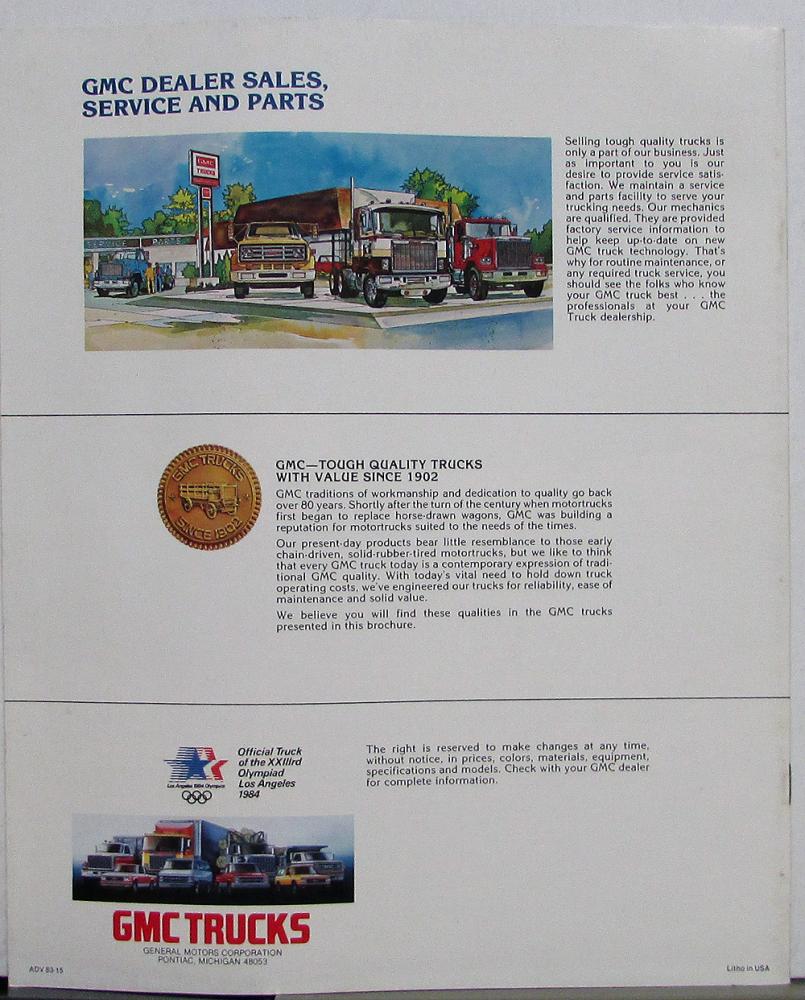 GMC DEALER SALES,
SERVICE AND PARTS
GMC
TRUCKS
SERVICE PARTS
Selling tough quality trucks is
only a part of our business. Just
as important to you is our
desire to provide service satis-
faction. We maintain a service
and parts facility to serve your
trucking needs. Our mechanics
are qualified. They are provided
factory service information to
help keep up-to-date on new
GMC truck technology. That's
why for routine maintenance, or
any required truck service, you
should see the folks who know
your GMC truck best . . . the
professionals at your GMC
Truck dealership.
GMC TRUCKS
SINCE 1902
GMC—TOUGH QUALITY TRUCKS
WITH VALUE SINCE 1902
GMC traditions of workmanship and dedication to quality go back
over 80 years. Shortly after the turn of the century when motortrucks
first began to replace horse-drawn wagons, GMC was building a
reputation for motortrucks suited to the needs of the times.
Our present-day products bear little resemblance to those early
chain-driven, solid-rubber-tired motortrucks, but we like to think
that every GMC truck today is a contemporary expression of tradi-
tional GMC quality. With today's vital need to hold down truck
operating costs, we've engineered our trucks for reliability, ease of
maintenance and solid value.
We believe you will find these qualities in the GMC trucks
presented in this brochure.
Los Angeles 1984 Olympics
Official Truck
of the XXIIIrd
Olympiad
Los Angeles
1984
The right is reserved to make changes at any time,
without notice, in prices, colors, materials, equipment,
specifications and models. Check with your GMC dealer
for complete information.
GMC TRUCKS
GENERAL MOTORS CORPORATION
PONTIAC, MICHIGAN 48053
ADV 83-15
Litho in USA